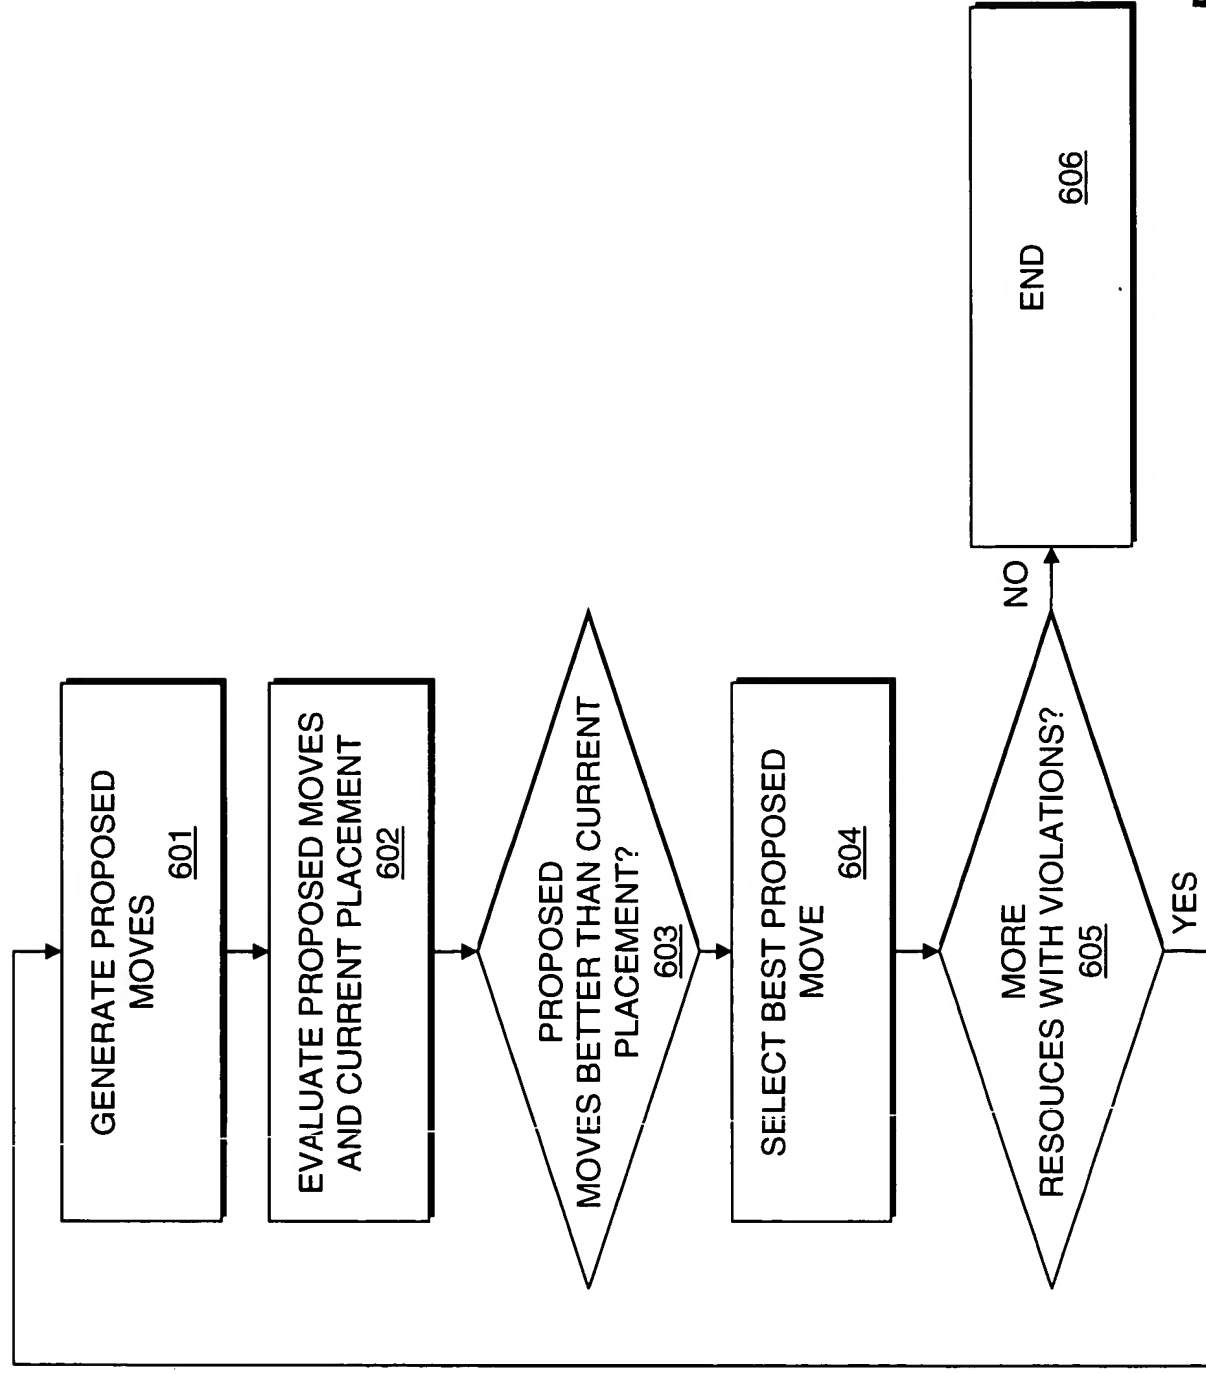 GENERATE PROPOSED
MOVES
601
EVALUATE PROPOSED MOVES
AND CURRENT PLACEMENT
602
PROPOSED
MOVES BETTER THAN CURRENT
PLACEMENT?
603
SELECT BEST PROPOSED
MOVE
604
MORE
RESOUCES WITH VIOLATIONS?
605
NO
END
606
YES